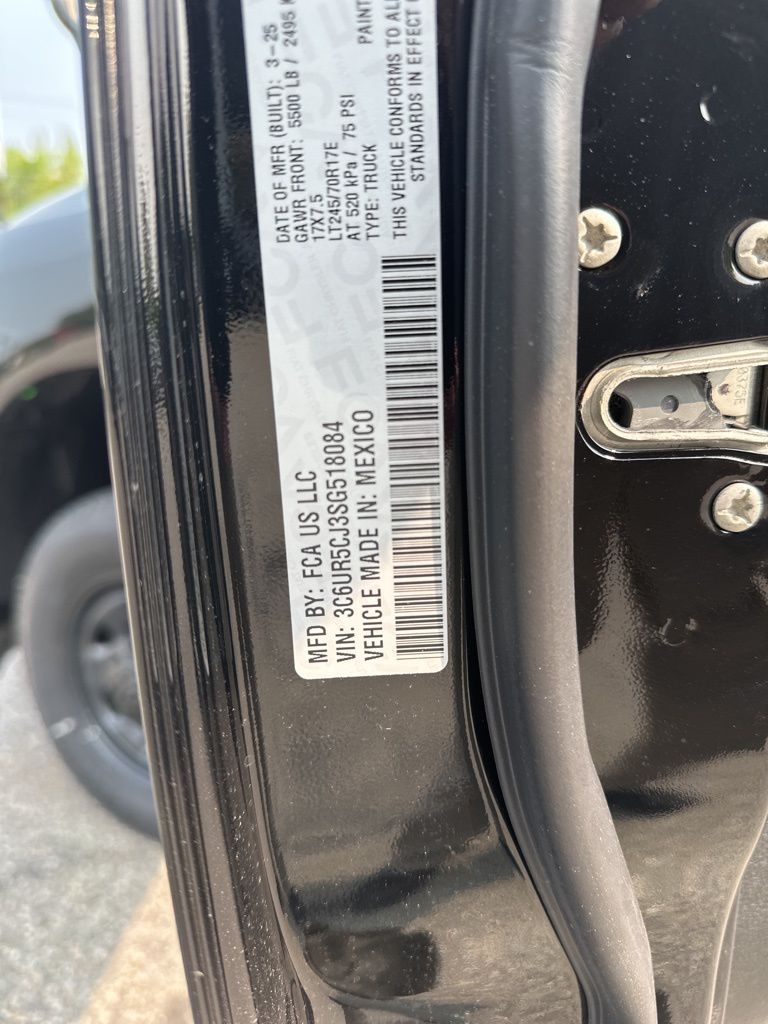 MFD BY: FCA US LLC
VIN: 3C6UR5CJ3SG518084
VEHICLE MADE IN: MEXICO
DATE OF MFR (BUILT): 3-25
GAWR FRONT: 5500 LB / 2495 K
17X7.5
LT245/70R17E
AT 520 kPa / 75 PSI
TYPE: TRUCK PAINT
THIS VEHICLE CONFORMS TO ALL
STANDARDS IN EFFECT